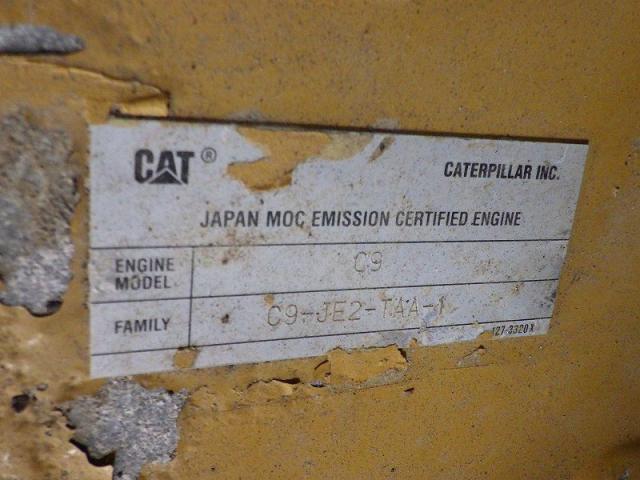 CAT® CATERPILLAR INC.
JAPAN MOC EMISSION CERTIFIED ENGINE
ENGINE MODEL C9
FAMILY C9-JE2-TAA-1
127-3320